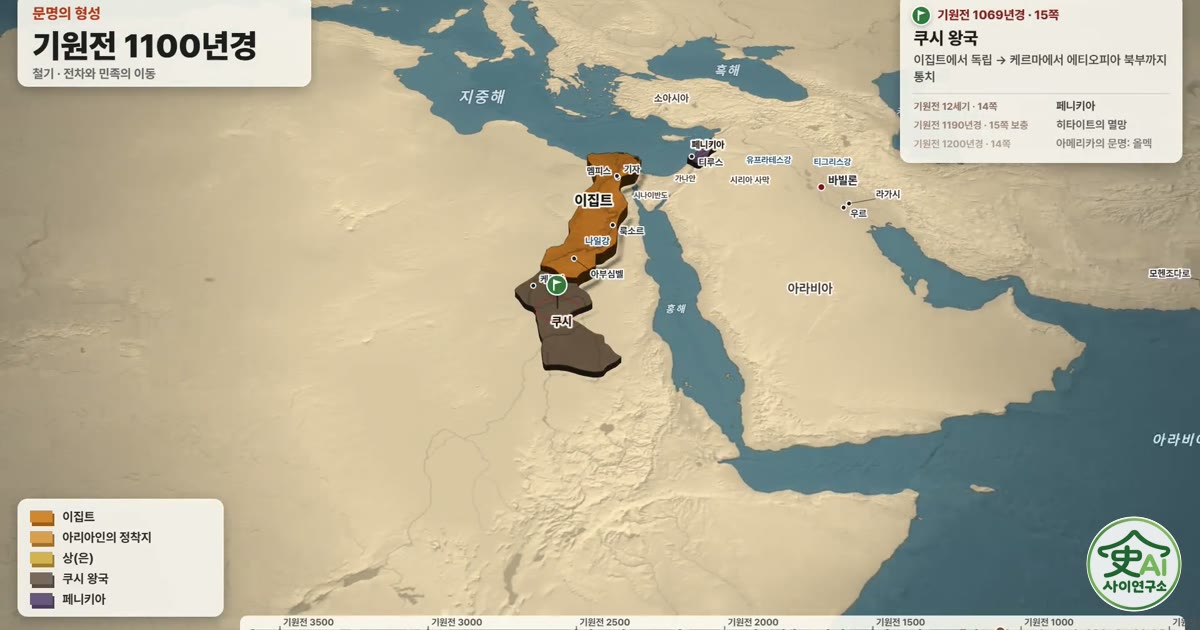 문명의 형성
기원전 1100년경
철기 · 전차와 민족의 이동
기원전 1069년경 · 15쪽
쿠시 왕국
이집트에서 독립 → 케르마에서 에티오피아 북부까지
통치
기원전 12세기 · 14쪽 페니키아
기원전 1190년경 · 15쪽 보충 히타이트의 멸망
기원전 1200년경 · 14쪽 아메리카의 문명: 올멕
지중해
흑해
소아시아
페니키아
티루스
유프라테스강
티그리스강
멤피스
기자
가나안
시리아 사막
바빌론
시나이반도
라가시
우르
이집트
룩소르
나일강
아부심벨
모헨조다로
아라비아
홍해
쿠시
아라비
이집트
아리아인의 정착지
상(은)
쿠시 왕국
페니키아
史AI
사이연구소
기원전 3500
기원전 3000
기원전 2500
기원전 2000
기원전 1500
기원전 1000